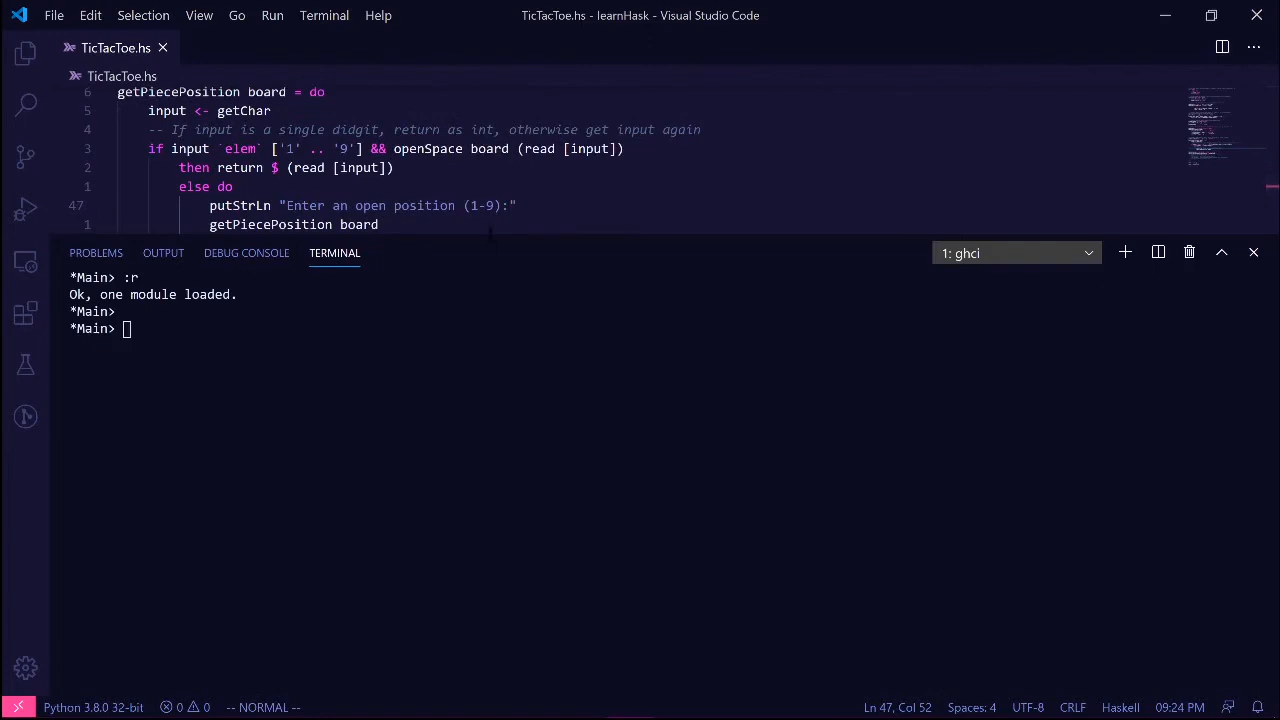 File Edit Selection View Go Run Terminal Help TicTacToe.hs - learnHask - Visual Studio Code
TicTacToe.hs
TicTacToe.hs
6 getPiecePosition board = do
5 input <- getChar
4 -- If input is a single didgit, return as int, otherwise get input again
3 if input `elem` ['1' .. '9'] && openSpace board (read [input])
2 then return $ (read [input])
1 else do
47 putStrLn "Enter an open position (1-9):"
1 getPiecePosition board
PROBLEMS OUTPUT DEBUG CONSOLE TERMINAL 1: ghci
*Main> :r
Ok, one module loaded.
*Main>
*Main>
Python 3.8.0 32-bit 0 0 -- NORMAL -- Ln 47, Col 52 Spaces: 4 UTF-8 CRLF Haskell 09:24 PM